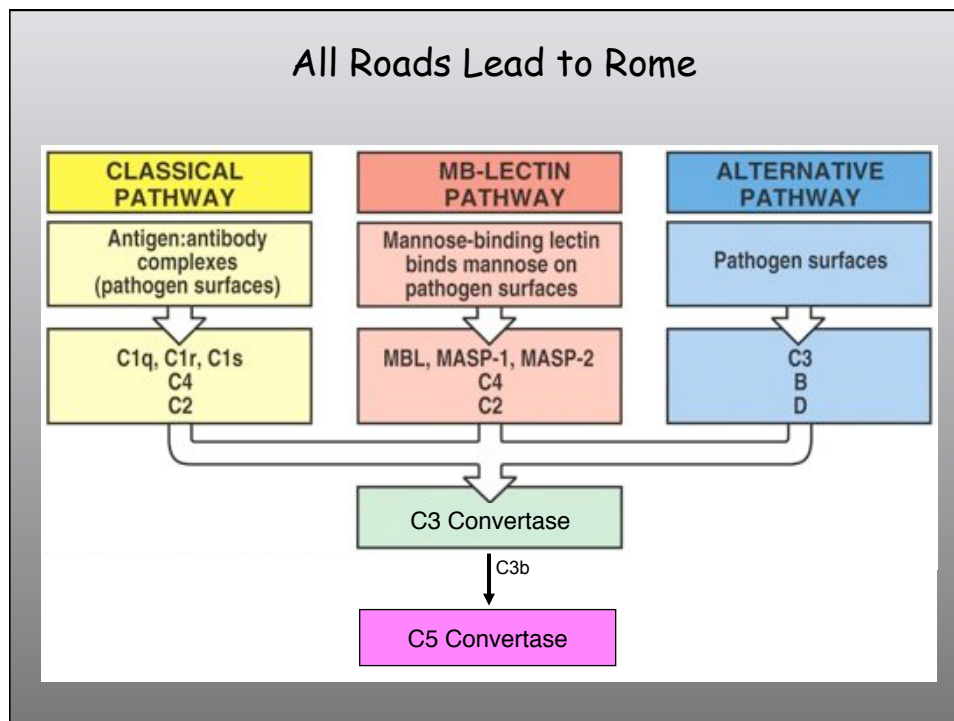 All Roads Lead to Rome
CLASSICAL
PATHWAY
Antigen:antibody
complexes
(pathogen surfaces)
C1q, C1r, C1s
C4
C2
MB-LECTIN
PATHWAY
Mannose-binding lectin
binds mannose on
pathogen surfaces
MBL, MASP-1, MASP-2
C4
C2
ALTERNATIVE
PATHWAY
Pathogen surfaces
C3
B
D
C3 Convertase
C3b
C5 Convertase